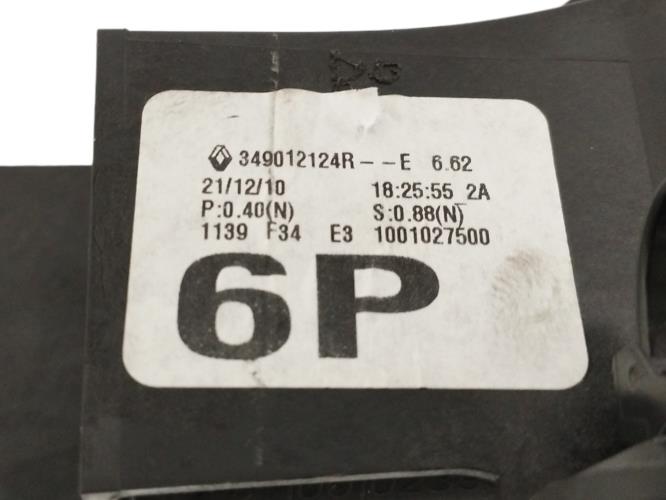 349012124R--E 6.62
21/12/10 18:25:55 2A
P:0.40(N) S:0.88(N)
1139 F34 E3 1001027500
6P